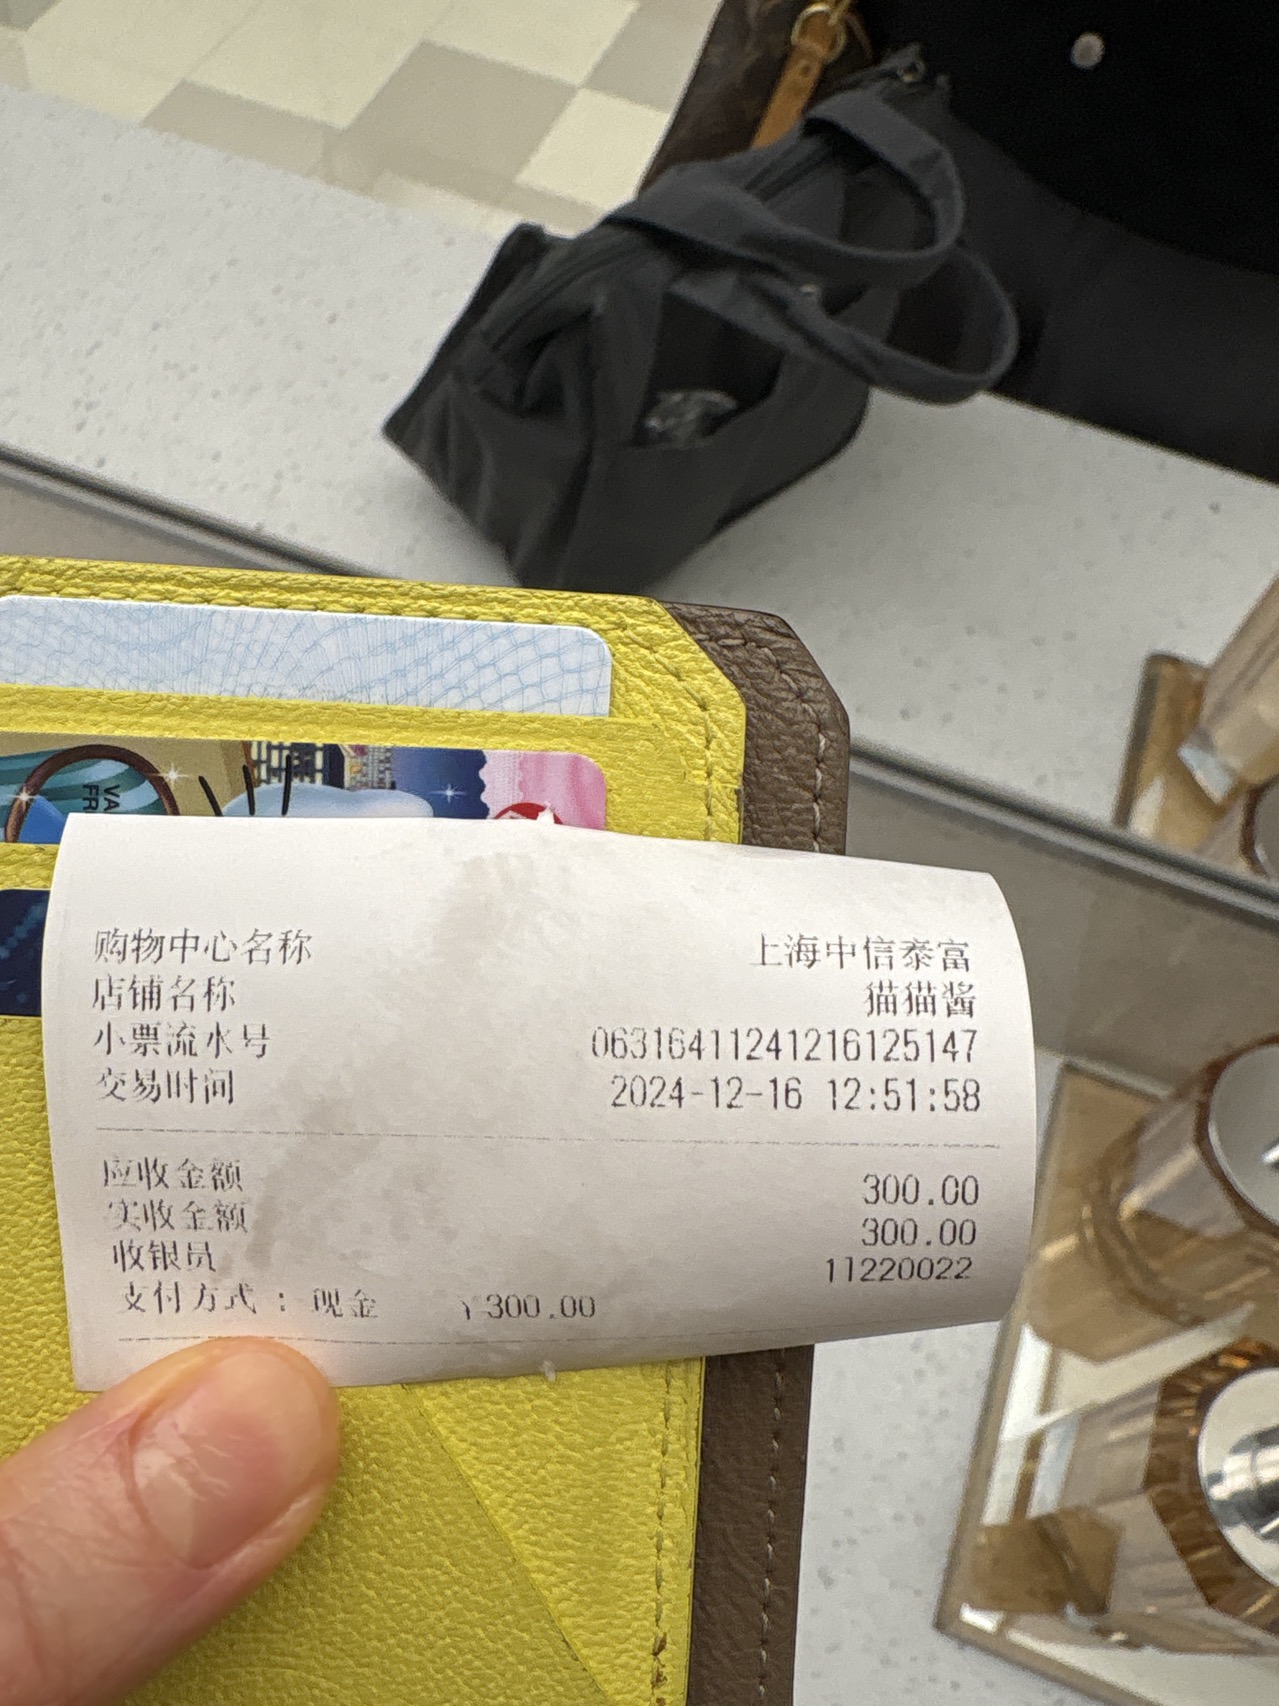 VA
FR
购物中心名称 上海中信泰富
店铺名称 猫猫酱
小票流水号 06316411241216125147
交易时间 2024-12-16 12:51:58
应收金额 300.00
实收金额 300.00
收银员 11220022
支付方式：现金 ¥300.00